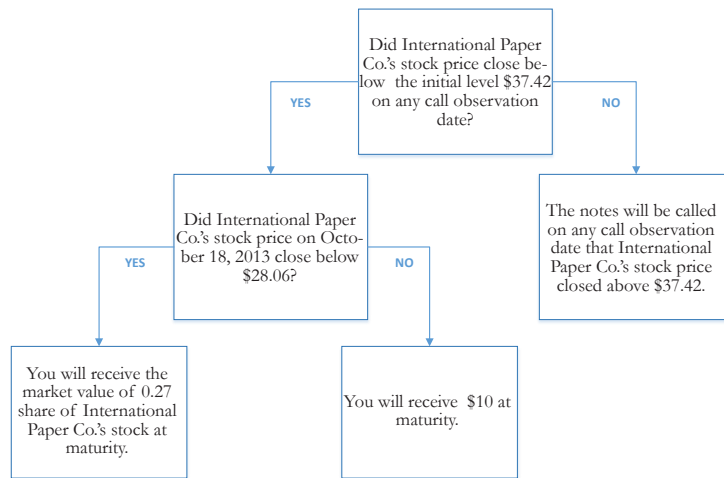 Did International Paper
Co.'s stock price close be-
low the initial level $37.42
on any call observation
date?
YES
NO
Did International Paper
Co.'s stock price on Octo-
ber 18, 2013 close below
$28.06?
The notes will be called
on any call observation
date that International
Paper Co.'s stock price
closed above $37.42.
YES
NO
You will receive the
market value of 0.27
share of International
Paper Co.'s stock at
maturity.
You will receive $10 at
maturity.